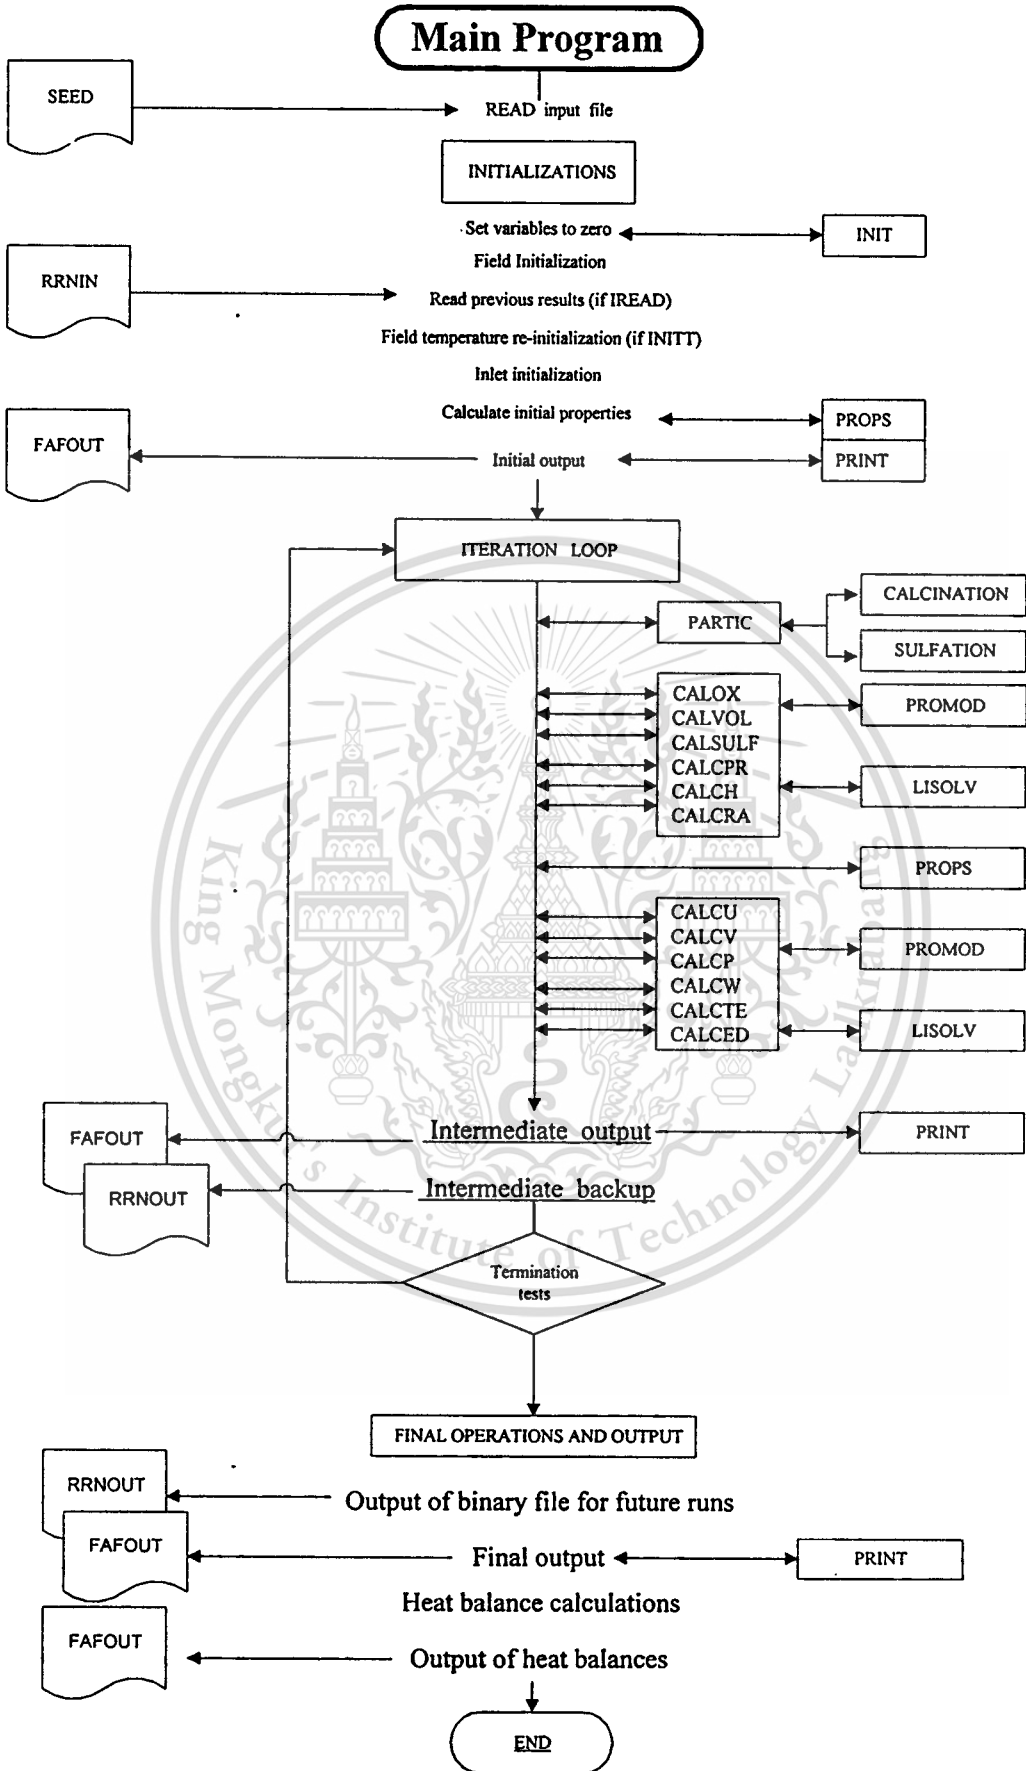 Main Program
SEED
READ input file
INITIALIZATIONS
Set variables to zero
INIT
Field Initialization
RRNIN
Read previous results (if IREAD)
Field temperature re-initialization (if INITT)
Inlet initialization
Calculate initial properties
PROPS
FAFOUT
Initial output
PRINT
ITERATION LOOP
CALCINATION
PARTIC
SULFATION
CALOX
CALVOL
CALSULF
CALCPR
CALCH
CALCRA
PROMOD
LISOLV
PROPS
CALCU
CALCV
CALCP
CALCW
CALCTE
CALCED
PROMOD
LISOLV
FAFOUT
Intermediate output
PRINT
RRNOUT
Intermediate backup
Termination
tests
FINAL OPERATIONS AND OUTPUT
RRNOUT
Output of binary file for future runs
FAFOUT
Final output
PRINT
Heat balance calculations
FAFOUT
Output of heat balances
END
King Mongkut's Institute of Technology Ladkrabang